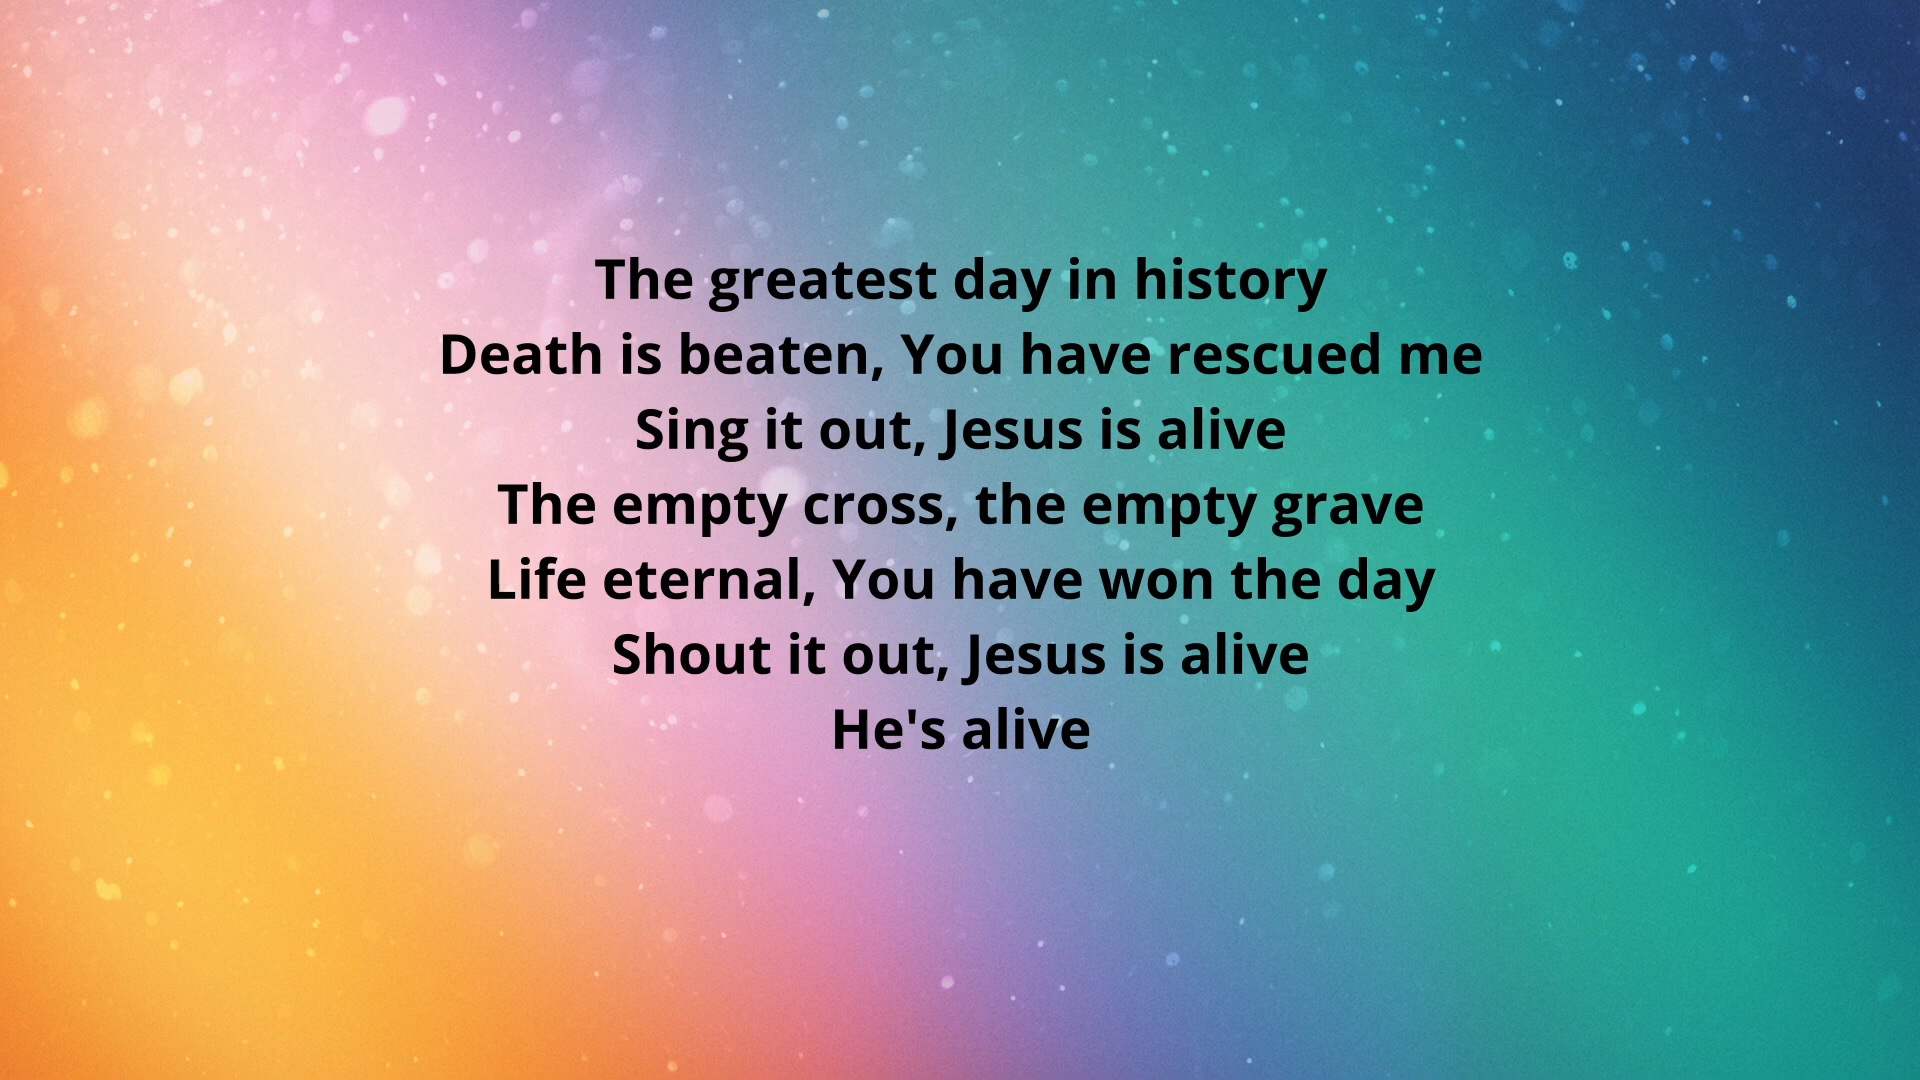 The greatest day in history
Death is beaten, You have rescued me
Sing it out, Jesus is alive
The empty cross, the empty grave
Life eternal, You have won the day
Shout it out, Jesus is alive
He's alive